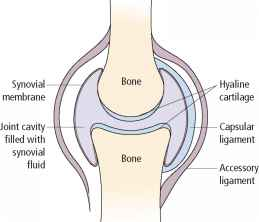 Bone
Synovial
membrane
Hyaline
cartilage
Joint cavity
filled with
synovial
fluid
Capsular
ligament
Bone
Accessory
ligament